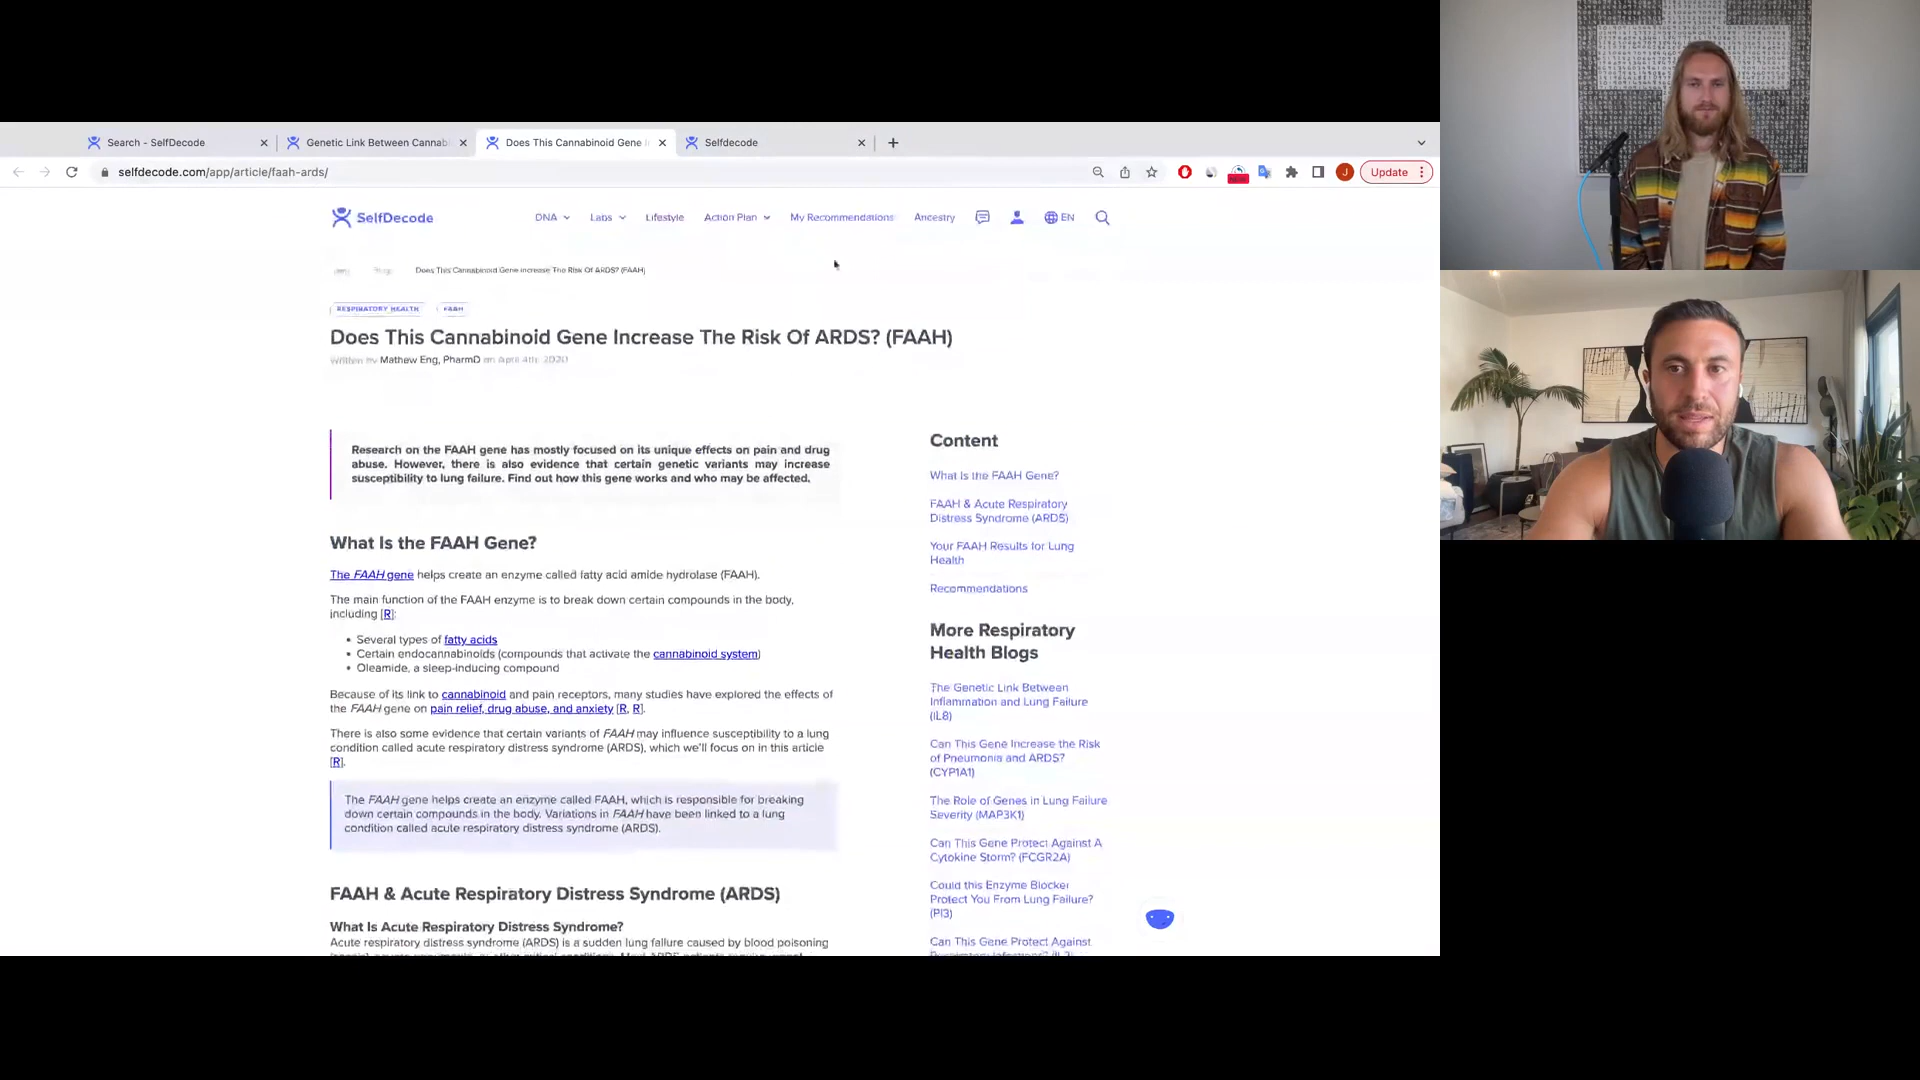 Search - SelfDecode
Genetic Link Between Cannab
Does This Cannabinoid Gene I
Selfdecode
selfdecode.com/app/article/faah-ards/
J
Update
SelfDecode
DNA
Labs
Lifestyle
Action Plan
My Recommendations
Ancestry
EN
Does This Cannabinoid Gene Increase The Risk Of ARDS? (FAAH)
RESPIRATORY HEALTH
FAAH
Does This Cannabinoid Gene Increase The Risk Of ARDS? (FAAH)
Written by Mathew Eng, PharmD on April 4th, 2020
Research on the FAAH gene has mostly focused on its unique effects on pain and drug
abuse. However, there is also evidence that certain genetic variants may increase
susceptibility to lung failure. Find out how this gene works and who may be affected.
What Is the FAAH Gene?
The FAAH gene helps create an enzyme called fatty acid amide hydrolase (FAAH).
The main function of the FAAH enzyme is to break down certain compounds in the body,
including [R]:
• Several types of fatty acids
• Certain endocannabinoids (compounds that activate the cannabinoid system)
• Oleamide, a sleep-inducing compound
Because of its link to cannabinoid and pain receptors, many studies have explored the effects of
the FAAH gene on pain relief, drug abuse, and anxiety [R, R].
There is also some evidence that certain variants of FAAH may influence susceptibility to a lung
condition called acute respiratory distress syndrome (ARDS), which we'll focus on in this article
[R].
The FAAH gene helps create an enzyme called FAAH, which is responsible for breaking
down certain compounds in the body. Variations in FAAH have been linked to a lung
condition called acute respiratory distress syndrome (ARDS).
FAAH & Acute Respiratory Distress Syndrome (ARDS)
What Is Acute Respiratory Distress Syndrome?
Acute respiratory distress syndrome (ARDS) is a sudden lung failure caused by blood poisoning
Content
What Is the FAAH Gene?
FAAH & Acute Respiratory
Distress Syndrome (ARDS)
Your FAAH Results for Lung
Health
Recommendations
More Respiratory
Health Blogs
The Genetic Link Between
Inflammation and Lung Failure
(IL8)
Can This Gene Increase the Risk
of Pneumonia and ARDS?
(CYP1A1)
The Role of Genes in Lung Failure
Severity (MAP3K1)
Can This Gene Protect Against A
Cytokine Storm? (FCGR2A)
Could this Enzyme Blocker
Protect You From Lung Failure?
(PI3)
Can This Gene Protect Against